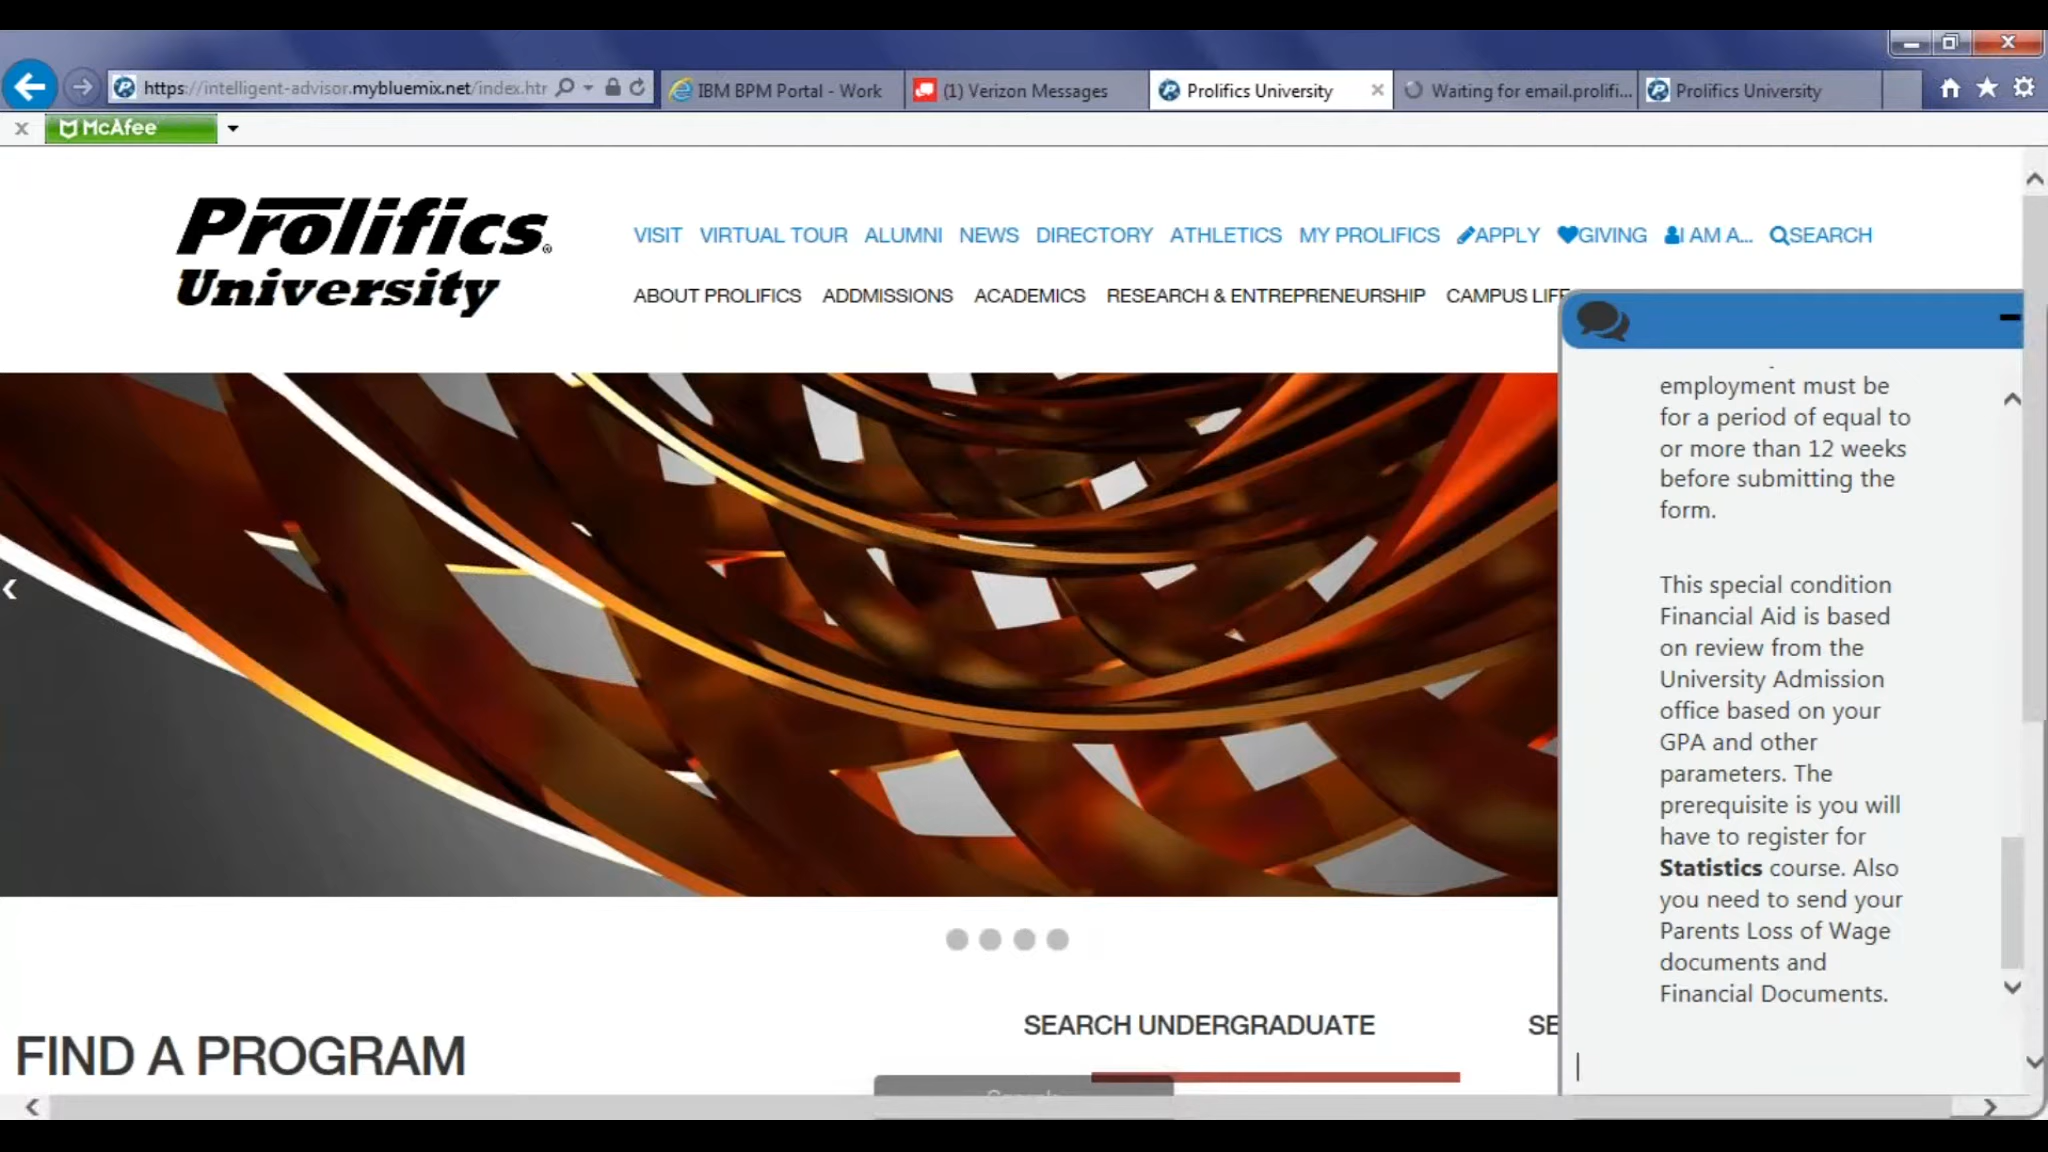 https://intelligent-advisor.mybluemix.net/index.htr
IBM BPM Portal - Work
(1) Verizon Messages
Prolifics University
Waiting for email.prolifi...
Prolifics University
McAfee
Prolifics®
University
VISIT VIRTUAL TOUR ALUMNI NEWS DIRECTORY ATHLETICS MY PROLIFICS APPLY GIVING I AM A... SEARCH
ABOUT PROLIFICS ADDMISSIONS ACADEMICS RESEARCH & ENTREPRENEURSHIP CAMPUS LIFE
employment must be
for a period of equal to
or more than 12 weeks
before submitting the
form.
This special condition
Financial Aid is based
on review from the
University Admission
office based on your
GPA and other
parameters. The
prerequisite is you will
have to register for
Statistics course. Also
you need to send your
Parents Loss of Wage
documents and
Financial Documents.
SEARCH UNDERGRADUATE
SE
FIND A PROGRAM